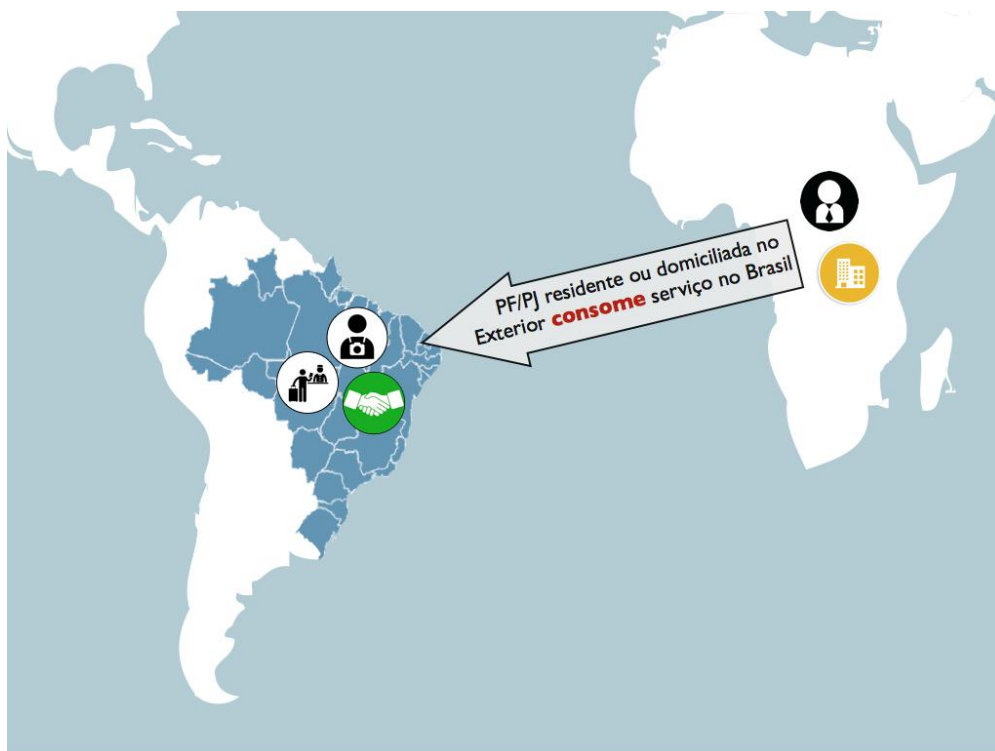 PF/PJ residente ou domiciliada no
Exterior consome serviço no Brasil